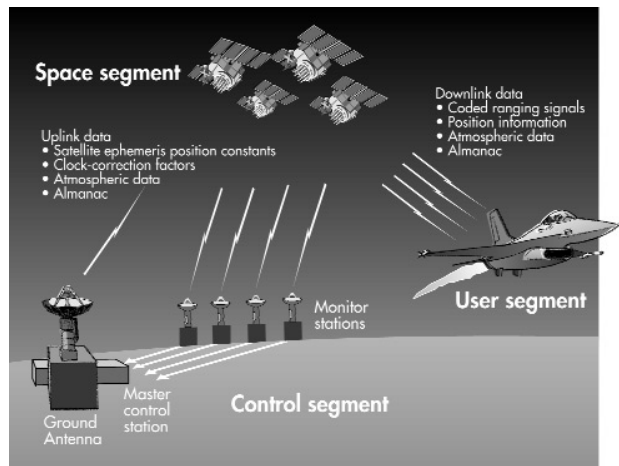 Space segment
Downlink data
• Coded ranging signals
• Position information
• Atmospheric data
• Almanac
Uplink data
• Satellite ephemeris position constants
• Clock-correction factors
• Atmospheric data
• Almanac
User segment
Monitor
stations
Master
control
station
Control segment
Ground
Antenna